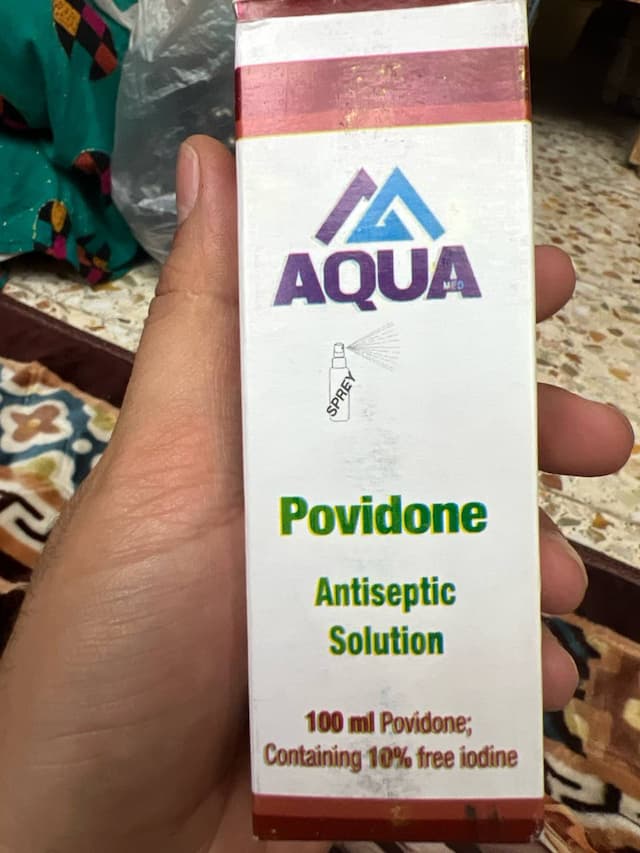 AQUA
MED
SPREY
Povidone
Antiseptic
Solution
100 ml Povidone;
Containing 10% free iodine